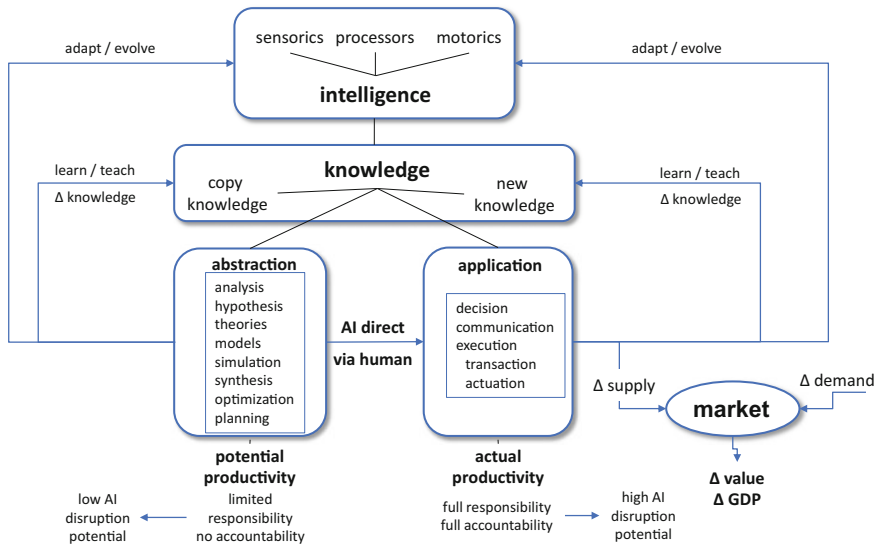 adapt / evolve
sensorics processors motorics
adapt / evolve
intelligence
learn / teach
Δ knowledge
knowledge
copy
knowledge
new
knowledge
learn / teach
Δ knowledge
abstraction
analysis
hypothesis
theories
models
simulation
synthesis
optimization
planning
AI direct
via human
application
decision
communication
execution
transaction
actuation
Δ supply
Δ demand
market
Δ value
Δ GDP
potential
productivity
limited
responsibility
no accountability
low AI
disruption
potential
actual
productivity
full responsibility
full accountability
high AI
disruption
potential